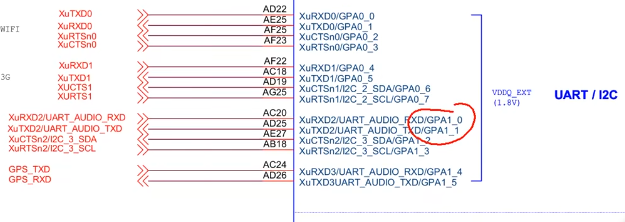 XuTXD0 AD22 XuRXD0/GPA0_0
WIFI XuRXD0 AE25 XuTXD0/GPA0_1
XuRTSn0 AF25 XuCTSn0/GPA0_2
XuCTSn0 AF23 XuRTSn0/GPA0_3
XuRXD1 AF22 XuRXD1/GPA0_4
3G XuTXD1 AC18 XuTXD1/GPA0_5
XUCTS1 AD19 XuCTSn1/I2C_2_SDA/GPA0_6
XURTS1 AG25 XuRTSn1/I2C_2_SCL/GPA0_7
VDDQ_EXT
(1.8V)
UART / I2C
XuRXD2/UART_AUDIO_RXD AC20 XuRXD2/UART_AUDIO_RXD/GPA1_0
XuTXD2/UART_AUDIO_TXD AD25 XuTXD2/UART_AUDIO_TXD/GPA1_1
XuCTSn2/I2C_3_SDA AE27 XuCTSn2/I2C_3_SDA/GPA1_2
XuRTSn2/I2C_3_SCL AB18 XuRTSn2/I2C_3_SCL/GPA1_3
GPS_TXD AC24 XuRXD3/UART_AUDIO_RXD/GPA1_4
GPS_RXD AD26 XuTXD3UART_AUDIO_TXD/GPA1_5